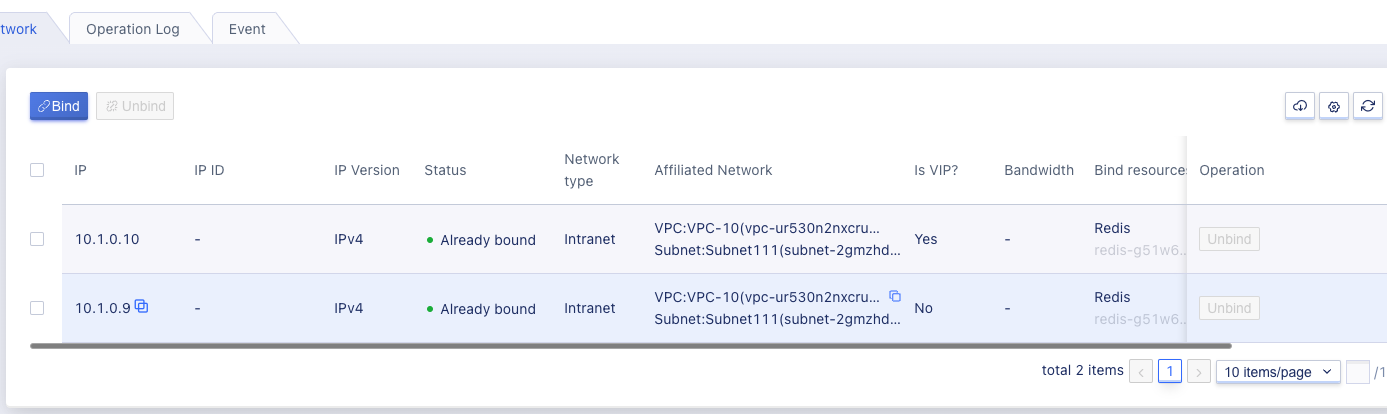 twork Operation Log Event
Bind Unbind
IP IP ID IP Version Status Network type Affiliated Network Is VIP? Bandwidth Bind resources Operation
10.1.0.10 - IPv4 Already bound Intranet VPC:VPC-10(vpc-ur530n2nxcru... Yes - Redis Unbind
Subnet:Subnet111(subnet-2gmzhd... redis-g51w6...
10.1.0.9 - IPv4 Already bound Intranet VPC:VPC-10(vpc-ur530n2nxcru... No - Redis Unbind
Subnet:Subnet111(subnet-2gmzhd... redis-g51w6...
total 2 items < 1 > 10 items/page /1